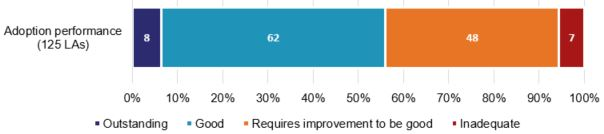 Adoption performance
(125 LAs)
8 62 48 7
0% 10% 20% 30% 40% 50% 60% 70% 80% 90% 100%
Outstanding Good Requires improvement to be good Inadequate